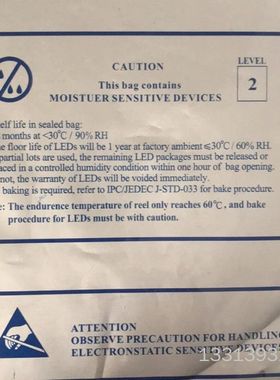 CAUTION
This bag contains
MOISTUER SENSITIVE DEVICES
LEVEL
2
elf life in sealed bag:
months at <30℃ / 90% RH
e floor life of LEDs will be 1 year at factory ambient ≤30℃ / 60% RH.
partial lots are used, the remaining LED packages must be resealed or
aced in a controlled humidity condition within one hour of bag opening.
not, the warranty of LEDs will be voided immediately.
baking is required, refer to IPC/JEDEC J-STD-033 for bake procedure.
e: The endurence temperature of reel only reaches 60℃, and bake
procedure for LEDs must be with caution.
ATTENTION
OBSERVE PRECAUTION FOR HANDLING
ELECTRONSTATIC SENSITIVE DEVICES
1331393